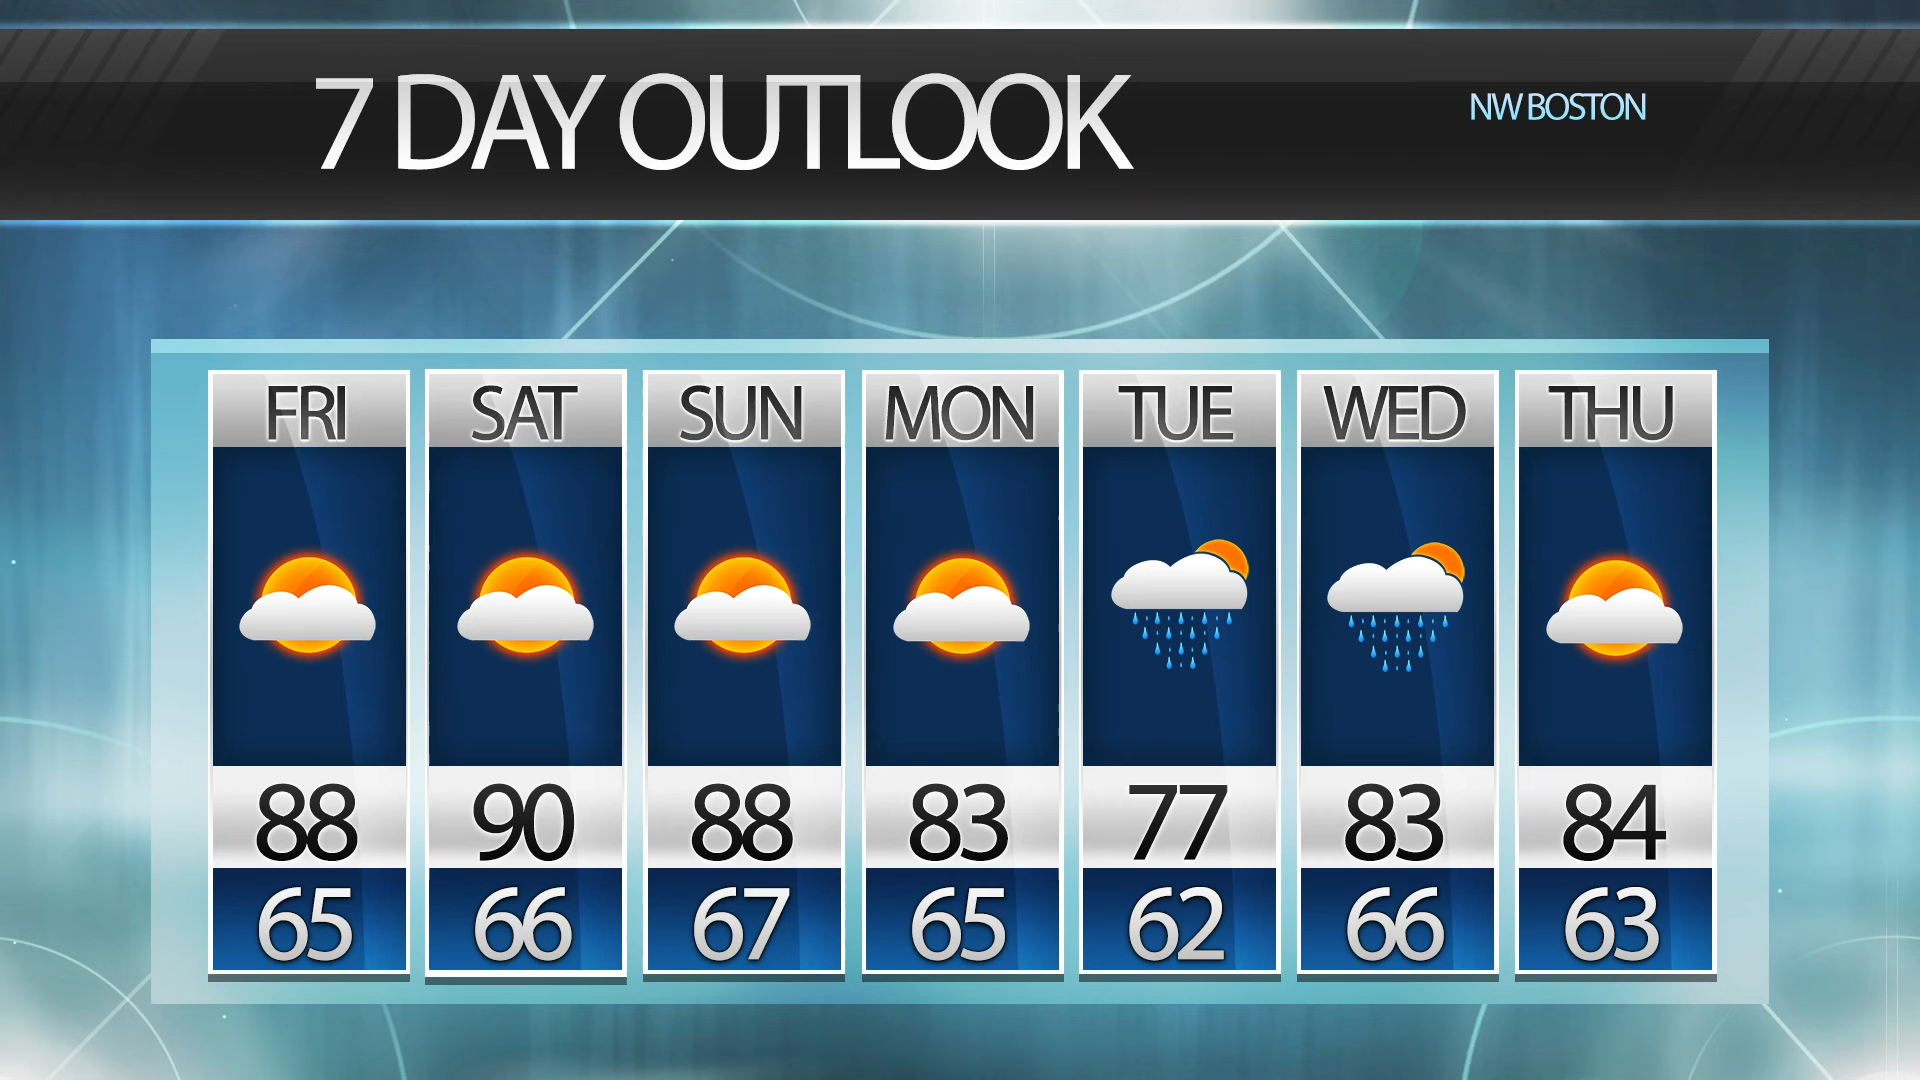 7 DAY OUTLOOK
NW BOSTON
FRI SAT SUN MON TUE WED THU
88 90 88 83 77 83 84
65 66 67 65 62 66 63